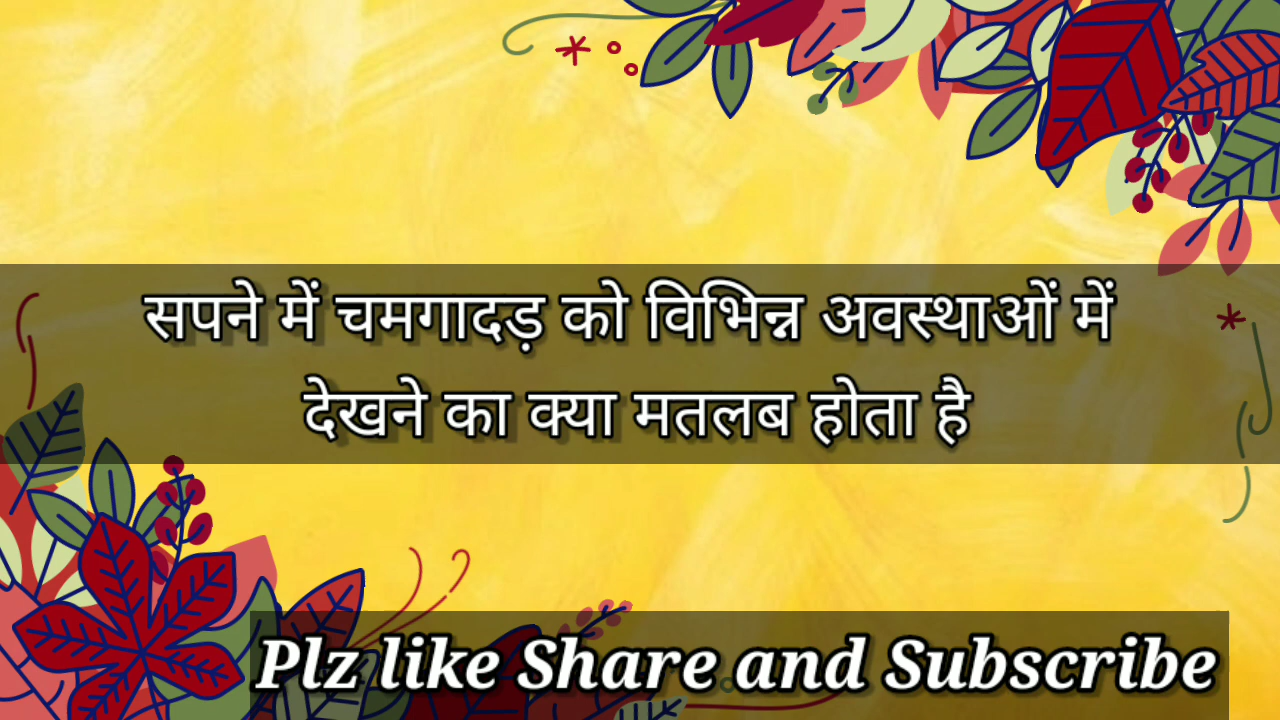 सपने में चमगादड़ को विभिन्न अवस्थाओं में
देखने का क्या मतलब होता है
Plz like Share and Subscribe